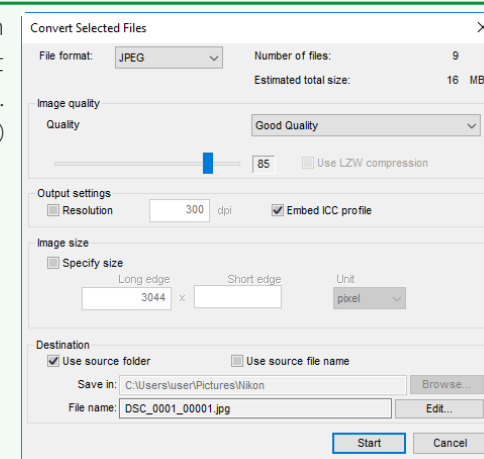 Convert Selected Files
File format: JPEG Number of files: 9
Estimated total size: 16 MB
Image quality
Quality Good Quality
85 Use LZW compression
Output settings
Resolution 300 dpi Embed ICC profile
Image size
Specify size
Long edge Short edge Unit
3044 x pixel
Destination
Use source folder Use source file name
Save in: C:\Users\user\Pictures\Nikon Browse...
File name: DSC_0001_00001.jpg Edit...
Start Cancel